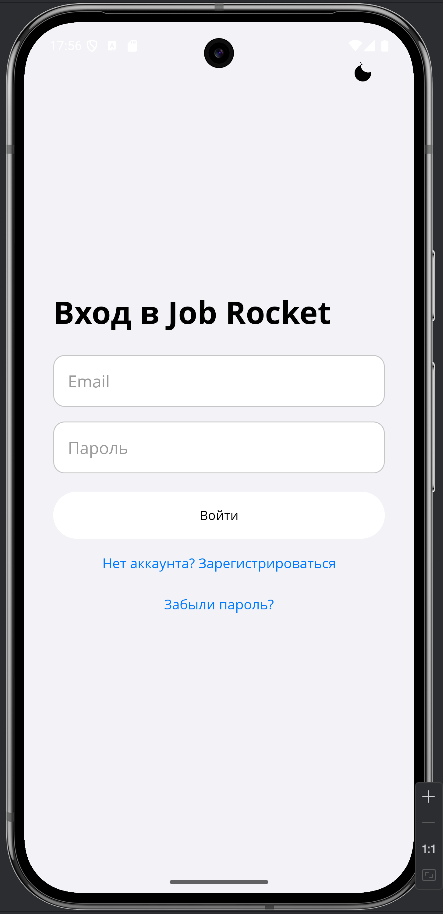 17:56
Вход в Job Rocket
Email
Пароль
Войти
Нет аккаунта? Зарегистрироваться
Забыли пароль?
1:1